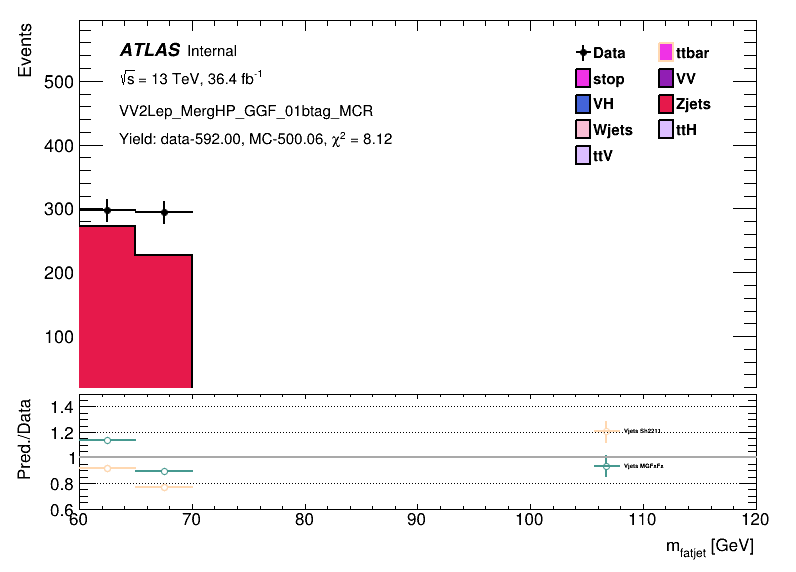 Events
ATLAS Internal
√s = 13 TeV, 36.4 fb⁻¹
VV2Lep_MergHP_GGF_01btag_MCR
Yield: data-592.00, MC-500.06, χ² = 8.12
Data
ttbar
stop
VV
VH
Zjets
Wjets
ttH
ttV
500
400
300
200
100
Pred./Data
1.4
1.2
1
0.8
0.6
Vjets Sh2211
Vjets MGFxFx
60 70 80 90 100 110 120
m_fatjet [GeV]